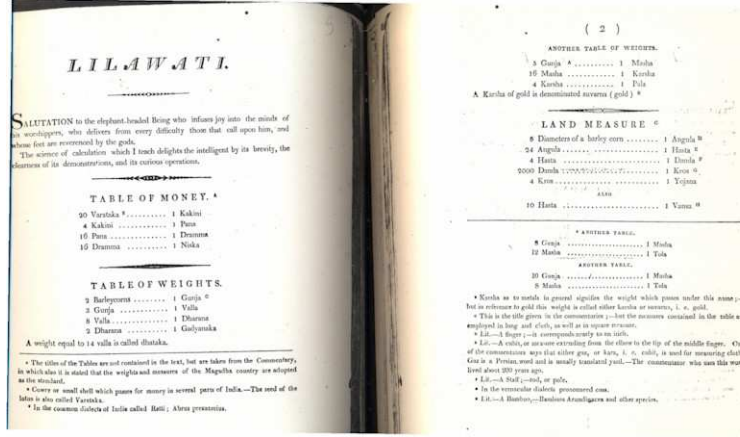 LILAWATI.
SALUTATION to the elephant-headed Being who infuses joy into the minds of
his worshippers, who delivers from every difficulty those that call upon him, and
whose feet are reverenced by the gods.
The science of calculation which I teach delights the intelligent by its brevity, the
clearness of its demonstrations, and its curious operations.
TABLE OF MONEY. ᴬ
20 Varataka ᴮ .......... 1 Kakini
4 Kakini ............ 1 Pana
16 Pana .............. 1 Dramma
16 Dramma .......... 1 Niska
TABLE OF WEIGHTS.
2 Barleycorns ........ 1 Gunja ᶜ
3 Gunja ............ 1 Valla
8 Valla ............. 1 Dharana
2 Dharana .......... 1 Gadyanaka
A weight equal to 14 valla is called dhataka.
ᴬ The titles of the Tables are not contained in the text, but are taken from the Commentary,
in which also it is stated that the weights and measures of the Magadha country are adopted
as the standard.
ᴮ Cowry or small shell which passes for money in several parts of India.—The seed of the
lotus is also called Varataka.
ᶜ In the common dialects of India called Ratti; Abrus precatorius.
( 2 )
ANOTHER TABLE OF WEIGHTS.
5 Gunja ᴬ .......... 1 Masha
16 Masha ............ 1 Karsha
4 Karsha ............ 1 Pala
A Karsha of gold is denominated suvarna (gold) ᴮ
LAND MEASURE ᶜ
8 Diameters of a barley corn ........ 1 Angula ᴰ
24 Angula .................. 1 Hasta ᴱ
4 Hasta .................. 1 Danda ᶠ
2000 Danda .................. 1 Kros ᴳ
4 Kros .................. 1 Yojana
ALSO
10 Hasta .................. 1 Vansa ᴴ
ᴬ ANOTHER TABLE.
8 Gunja .................. 1 Masha
12 Masha .................. 1 Tola
ANOTHER TABLE.
10 Gunja .................. 1 Masha
8 Masha .................. 1 Tola
ᴮ Karsha as to metals in general signifies the weight which passes under this name;
but in reference to gold this weight is called either karsha or suvarna, i. e. gold.
ᶜ This is the title given in the commentaries;—but the measures contained in the table
employed in long and cloth, as well as in square measure.
ᴰ Lit.—A finger;—it corresponds nearly to an inch.
ᴱ Lit.—A cubit, or measure extending from the elbow to the tip of the middle finger.
of the commentators says that either guz, or kara, i. e. cubit, is used for measuring cloth
Guz is a Persian word and is usually translated yard.—The commentator who uses this
lived about 200 years ago.
ᶠ Lit.—A Staff;—rod, or pole.
ᴳ In the vernacular dialects pronounced cos.
ᴴ Lit.—A Bamboo,—Bambusa Arundinacea and other species.